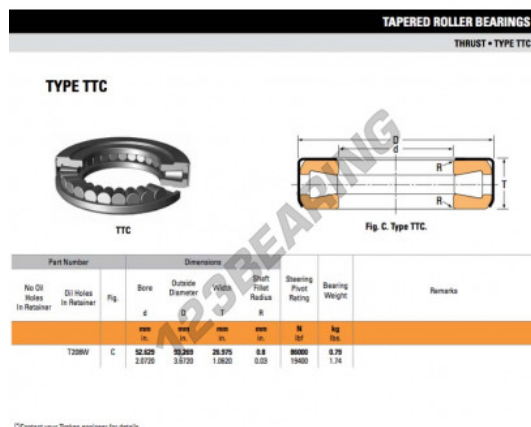 TAPERED ROLLER BEARINGS
THRUST • TYPE TTC
TYPE TTC
TTC
D
d
R
T
R
Fig. C. Type TTC.
123BEARING
Part Number Dimensions
No Oil Holes In Retainer Oil Holes In Retainer Fig. Bore Outside Diameter Width Shaft Fillet Radius Steering Pivot Rating Bearing Weight Remarks
d D T R
mm mm mm mm N kg
in. in. in. in. lbf lbs.
T208W C 52.629 93.269 26.975 0.8 86000 0.79
2.0720 3.6720 1.0620 0.03 19400 1.74